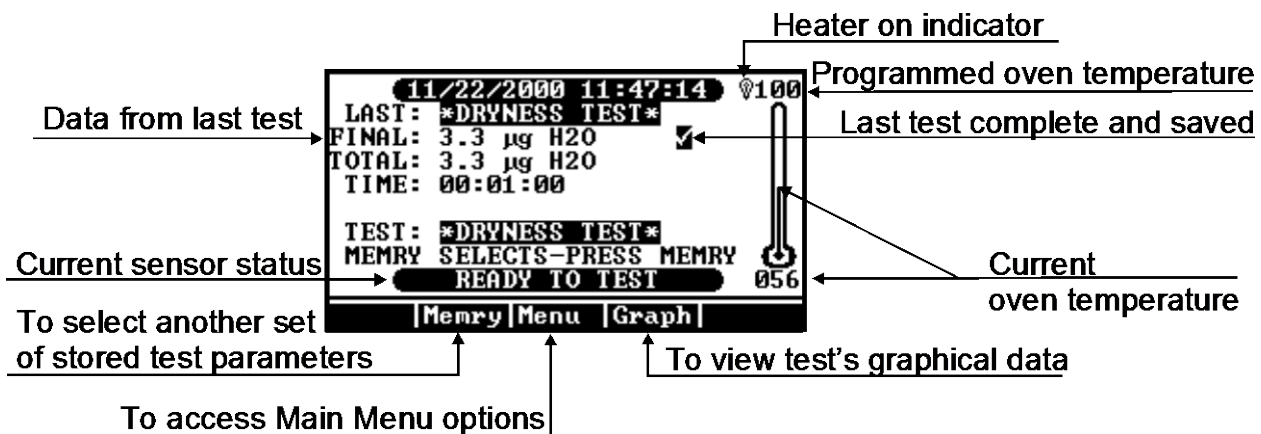 Heater on indicator
11/22/2000 11:47:14
100
Programmed oven temperature
Data from last test
LAST: *DRYNESS TEST*
FINAL: 3.3 µg H2O
Last test complete and saved
TOTAL: 3.3 µg H2O
TIME: 00:01:00
TEST: *DRYNESS TEST*
MEMRY SELECTS-PRESS MEMRY
Current sensor status
READY TO TEST
056
Current
oven temperature
Memry|Menu |Graph|
To select another set
of stored test parameters
To view test's graphical data
To access Main Menu options